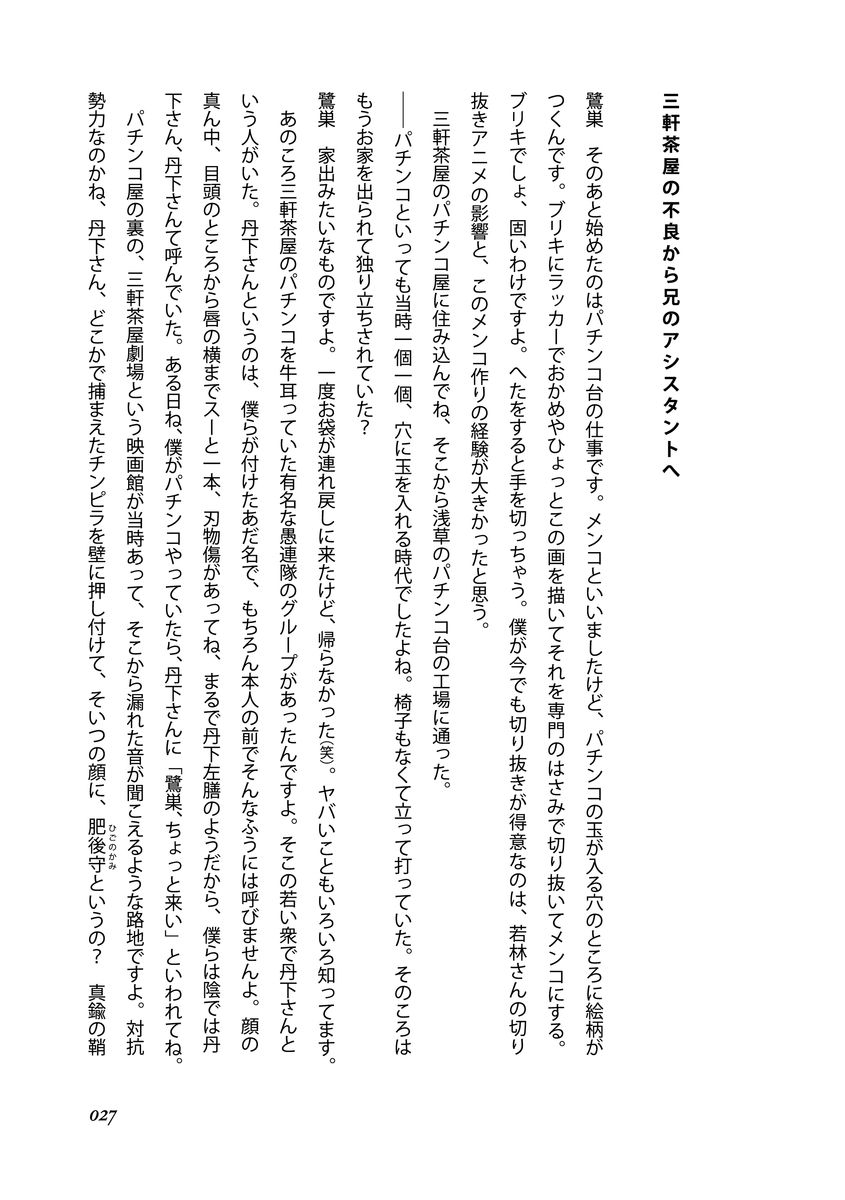 三軒茶屋の不良から兄のアシスタントへ
鷺巣　そのあと始めたのはパチンコ台の仕事です。メンコといいましたけど、パチンコの玉が入る穴のところに絵柄が
つくんです。ブリキにラッカーでおかめやひょっとこの画を描いてそれを専門のはさみで切り抜いてメンコにする。
ブリキでしょ、固いわけですよ。へたをすると手を切っちゃう。僕が今でも切り抜きが得意なのは、若林さんの切り
抜きアニメの影響と、このメンコ作りの経験が大きかったと思う。
　三軒茶屋のパチンコ屋に住み込んでね、そこから浅草のパチンコ台の工場に通った。
――パチンコといっても当時一個一個、穴に玉を入れる時代でしたよね。椅子もなくて立って打っていた。そのころは
もうお家を出られて独り立ちされていた？
鷺巣　家出みたいなものですよ。一度お袋が連れ戻しに来たけど、帰らなかった（笑）。ヤバいこともいろいろ知ってます。
　あのころ三軒茶屋のパチンコを牛耳っていた有名な愚連隊のグループがあったんですよ。そこの若い衆で丹下さんと
いう人がいた。丹下さんというのは、僕らが付けたあだ名で、もちろん本人の前でそんなふうには呼びませんよ。顔の
真ん中、目頭のところから唇の横までスーと一本、刃物傷があってね、まるで丹下左膳のようだから、僕らは陰では丹
下さん、丹下さんて呼んでいた。ある日ね、僕がパチンコやっていたら、丹下さんに「鷺巣、ちょっと来い」といわれてね。
　パチンコ屋の裏の、三軒茶屋劇場という映画館が当時あって、そこから漏れた音が聞こえるような路地ですよ。対抗
勢力なのかね、丹下さん、どこかで捕まえたチンピラを壁に押し付けて、そいつの顔に、肥後守というの？　真鍮の鞘
ひごのかみ
027